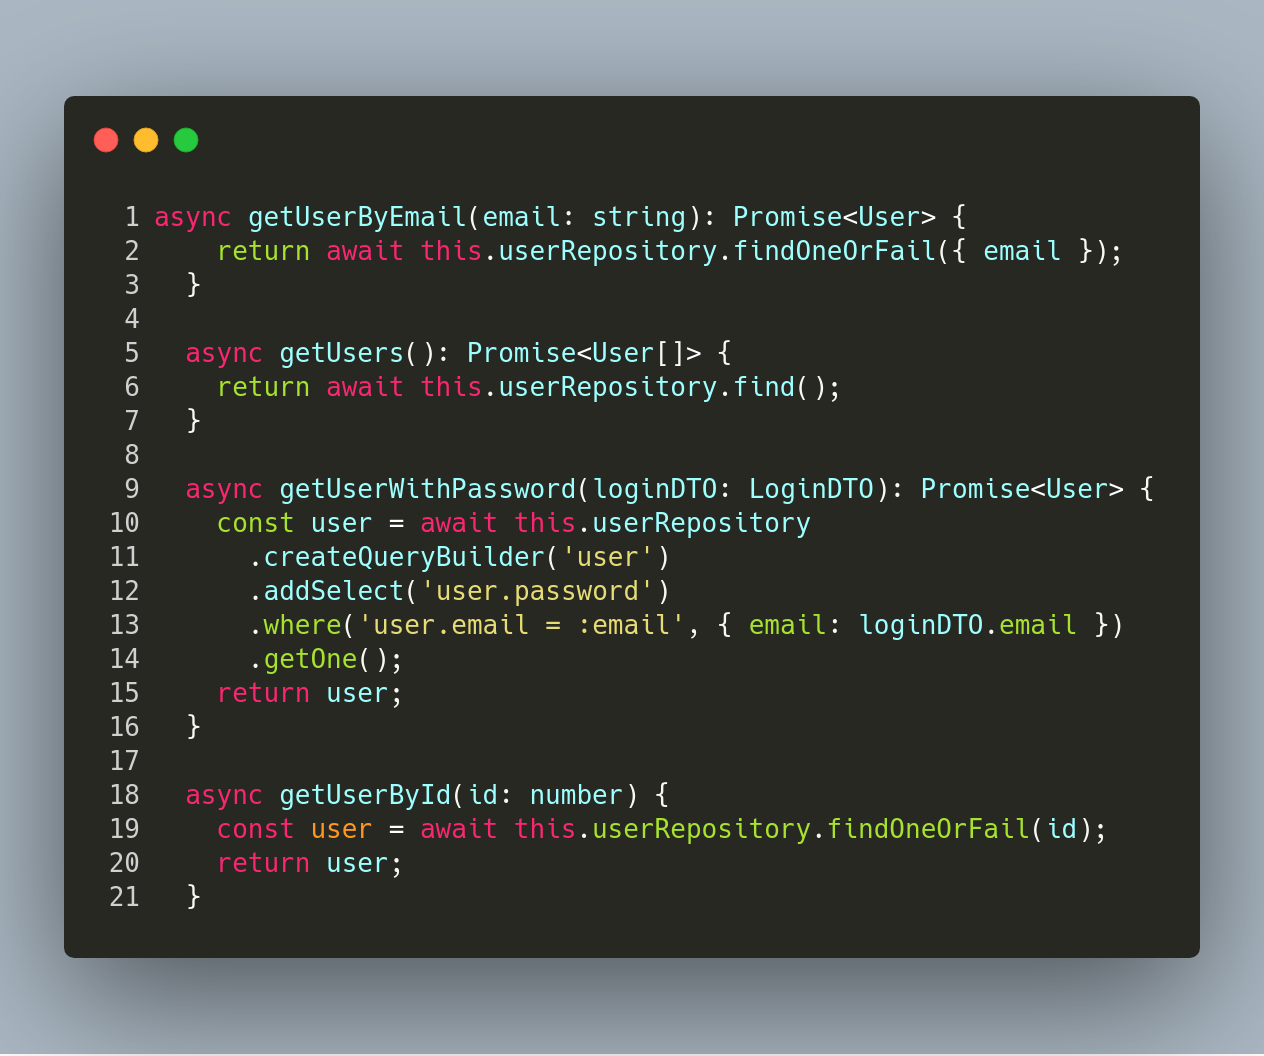 1 async getUserByEmail(email: string): Promise<User> {
2     return await this.userRepository.findOneOrFail({ email });
3   }
4
5   async getUsers(): Promise<User[]> {
6     return await this.userRepository.find();
7   }
8
9   async getUserWithPassword(loginDTO: LoginDTO): Promise<User> {
10     const user = await this.userRepository
11       .createQueryBuilder('user')
12       .addSelect('user.password')
13       .where('user.email = :email', { email: loginDTO.email })
14       .getOne();
15     return user;
16   }
17
18   async getUserById(id: number) {
19     const user = await this.userRepository.findOneOrFail(id);
20     return user;
21   }